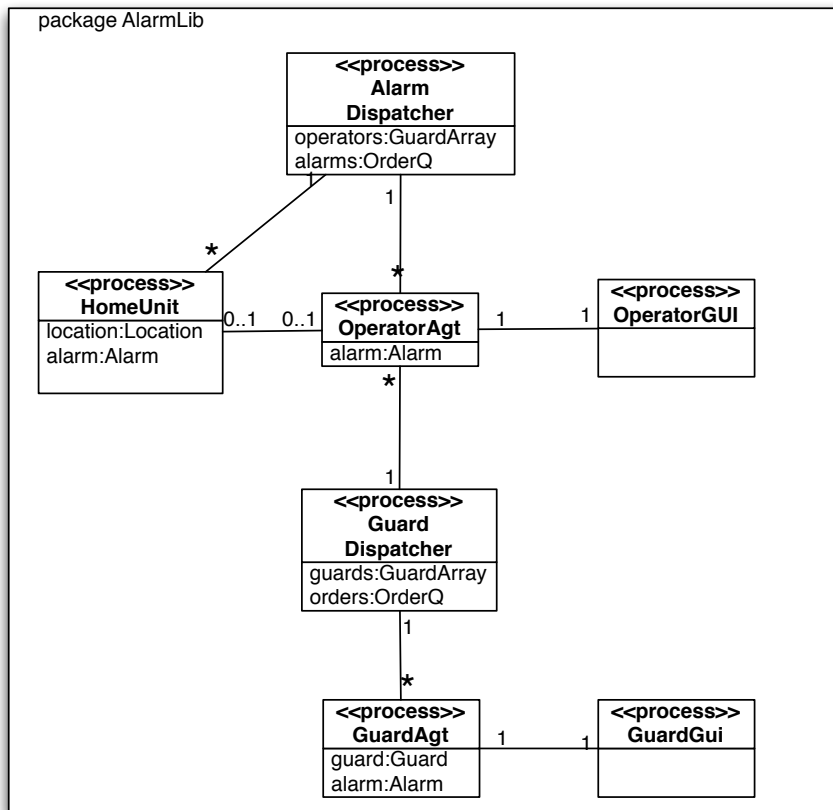 package AlarmLib
<<process>>
Alarm
Dispatcher
operators:GuardArray
alarms:OrderQ
1
1
*
*
<<process>>
HomeUnit
location:Location
alarm:Alarm
0..1
0..1
<<process>>
OperatorAgt
alarm:Alarm
1
1
<<process>>
OperatorGUI
*
1
<<process>>
Guard
Dispatcher
guards:GuardArray
orders:OrderQ
1
*
<<process>>
GuardAgt
guard:Guard
alarm:Alarm
1
1
<<process>>
GuardGui